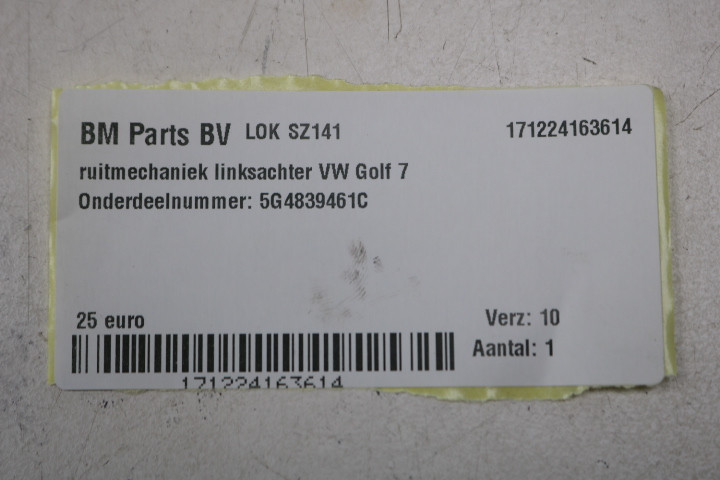 BM Parts BV LOK SZ141 171224163614
ruitmechaniek linksachter VW Golf 7
Onderdeelnummer: 5G4839461C
25 euro Verz: 10
Aantal: 1
171224163614